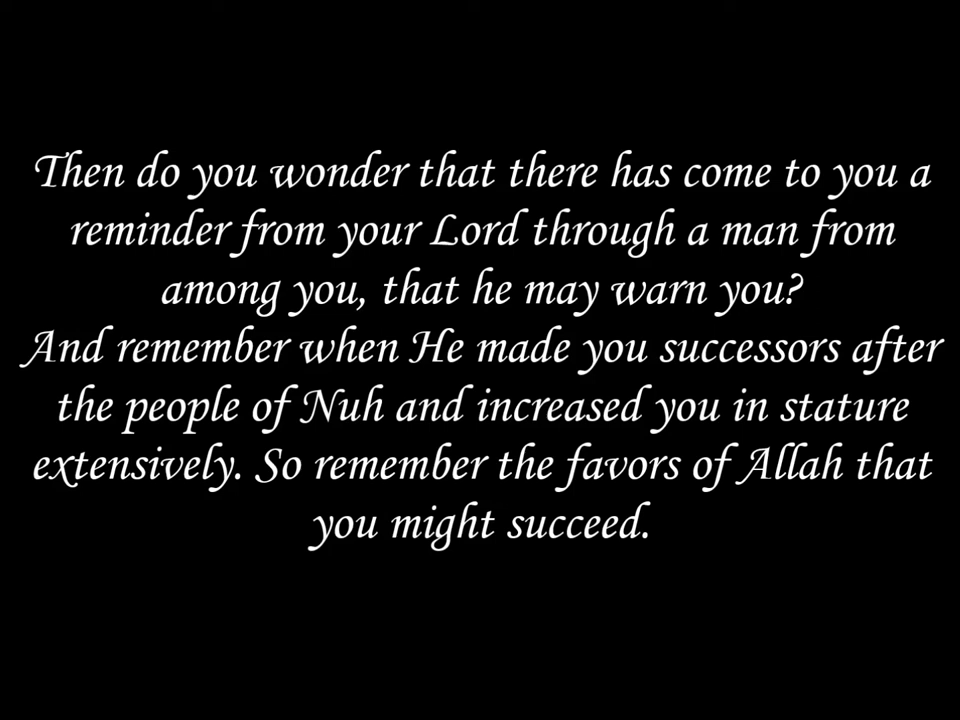 Then do you wonder that there has come to you a
reminder from your Lord through a man from
among you, that he may warn you?
And remember when He made you successors after
the people of Nuh and increased you in stature
extensively. So remember the favors of Allah that
you might succeed.